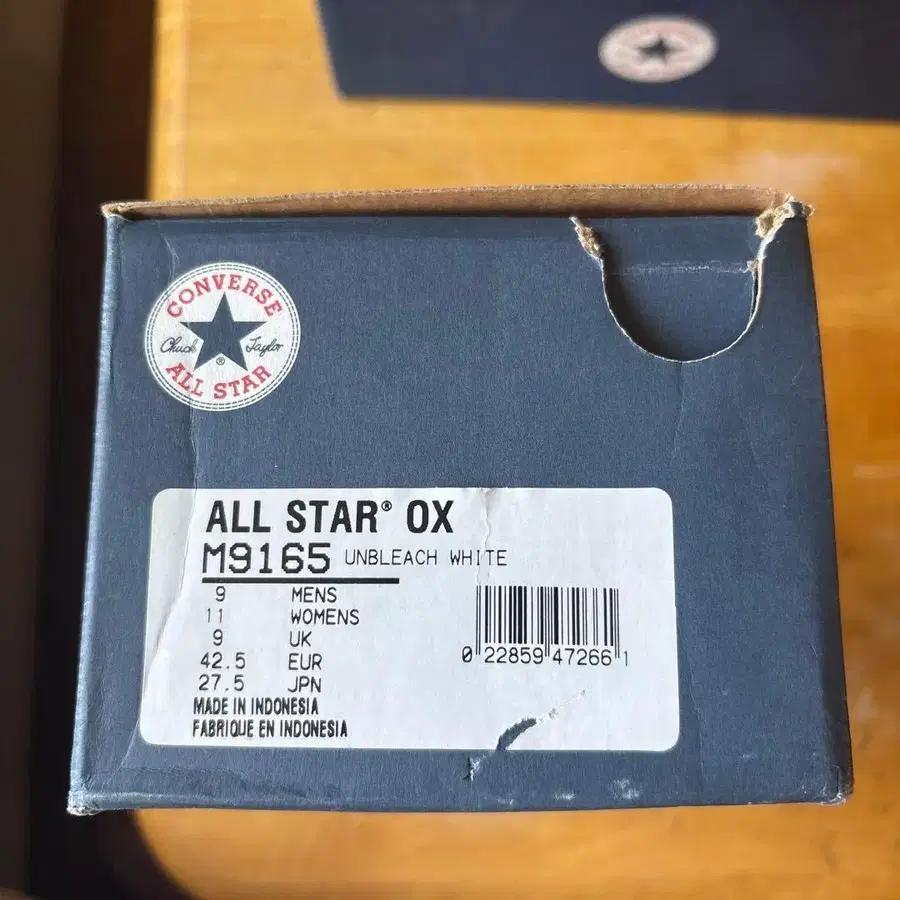 CONVERSE
Chuck Taylor
®
ALL STAR
ALL STAR® OX
M9165 UNBLEACH WHITE
9 MENS
11 WOMENS
9 UK
42.5 EUR
27.5 JPN
MADE IN INDONESIA
FABRIQUE EN INDONESIA
0 22859 47266 1